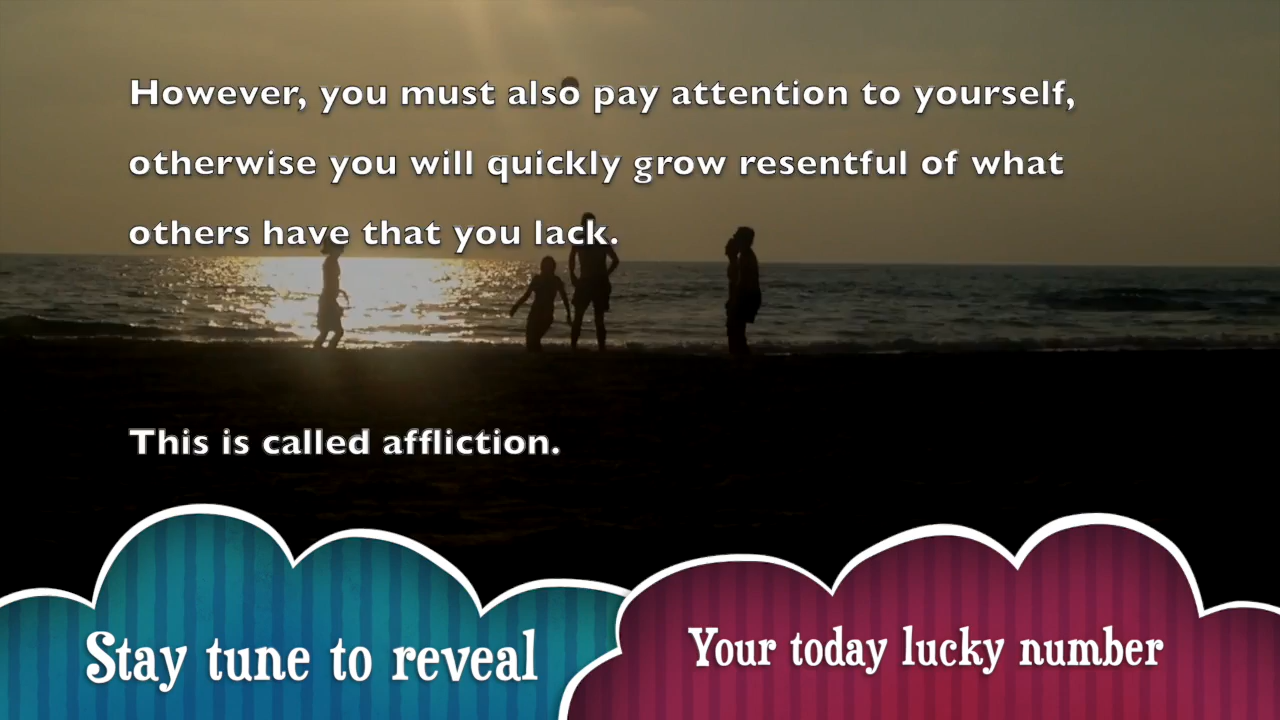 However, you must also pay attention to yourself,
otherwise you will quickly grow resentful of what
others have that you lack.
This is called affliction.
Stay tune to reveal
Your today lucky number